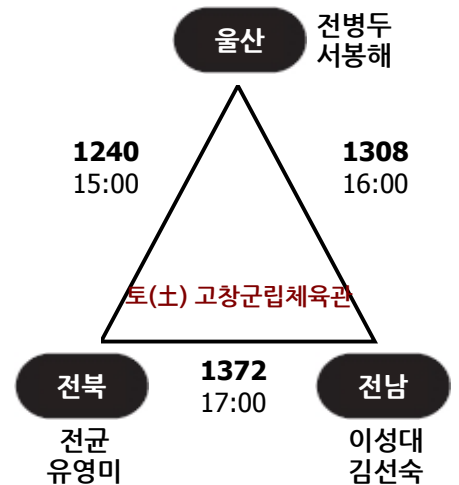 울산
전병두
서봉해
1240
15:00
1308
16:00
토(土) 고창군립체육관
전북
1372
17:00
전남
전균
유영미
이성대
김선숙